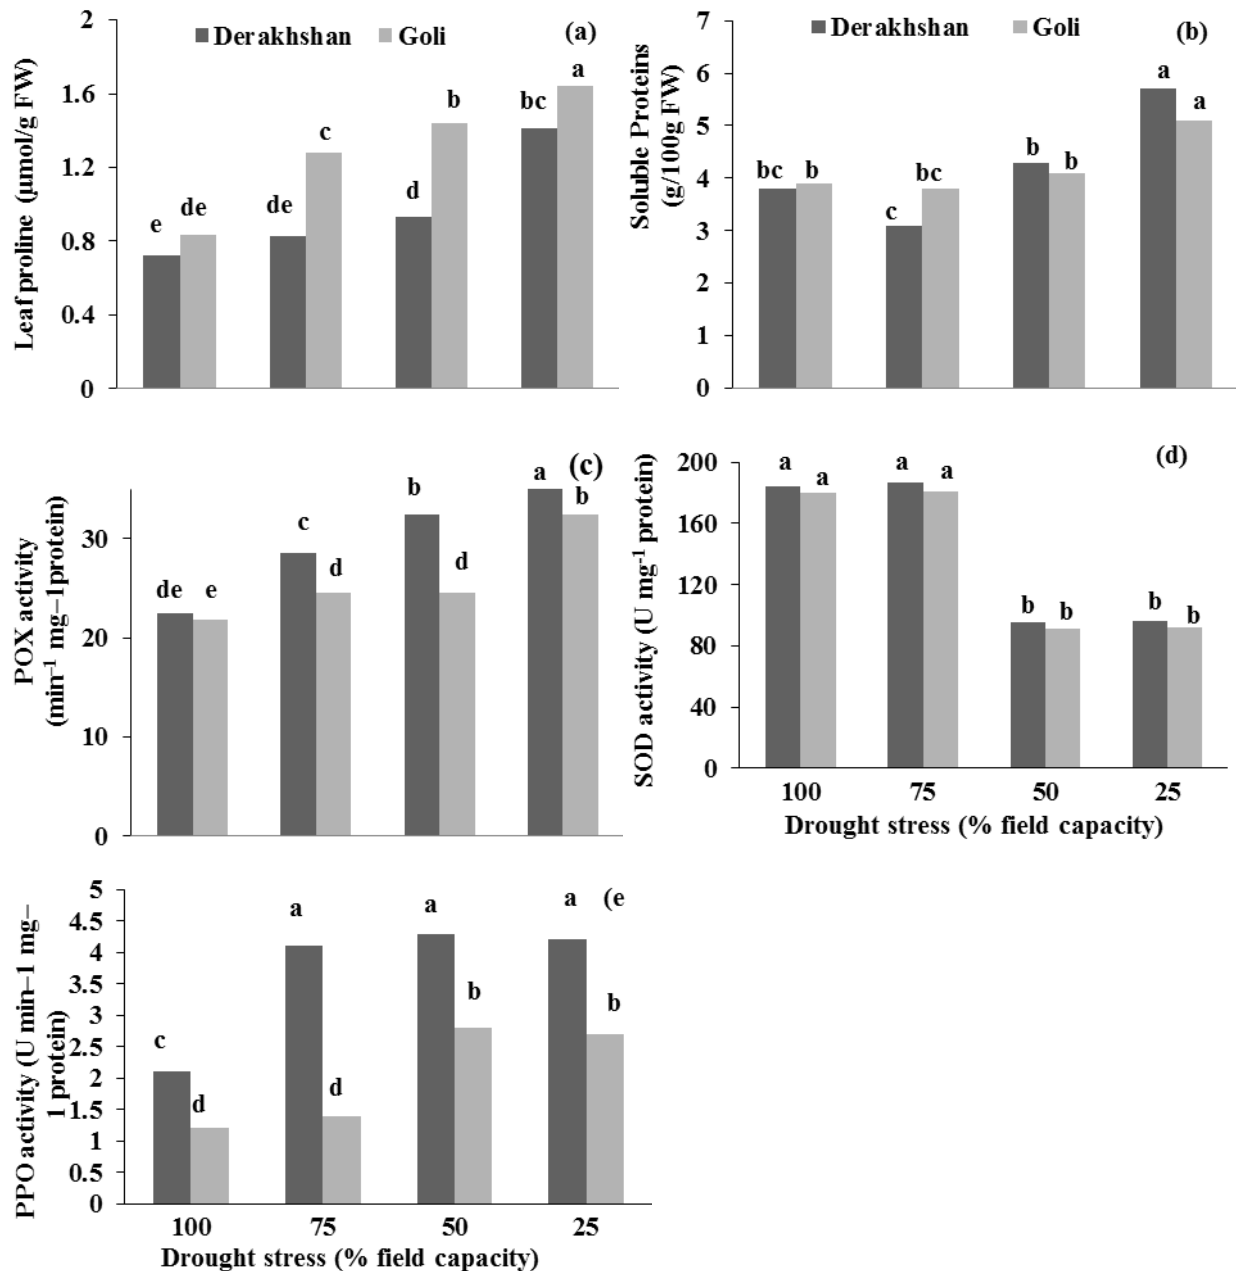 Derakhshan Goli (a)
Leaf proline (μmol/g FW)
2
1.6
1.2
0.8
0.4
0
e de de c d b bc a
Derakhshan Goli (b)
Soluble Proteins
(g/100g FW)
7
6
5
4
3
2
1
0
bc b c bc b b a a
(c)
POX activity
(min⁻¹ mg–1protein)
30
20
10
0
de e c d b d a b
(d)
SOD activity (U mg⁻¹ protein)
200
160
120
80
40
0
a a a a b b b b
100 75 50 25
Drought stress (% field capacity)
(e
PPO activity (U min–1 mg–
1 protein)
5
4.5
4
3.5
3
2.5
2
1.5
1
0.5
0
c d a d a b a b
100 75 50 25
Drought stress (% field capacity)